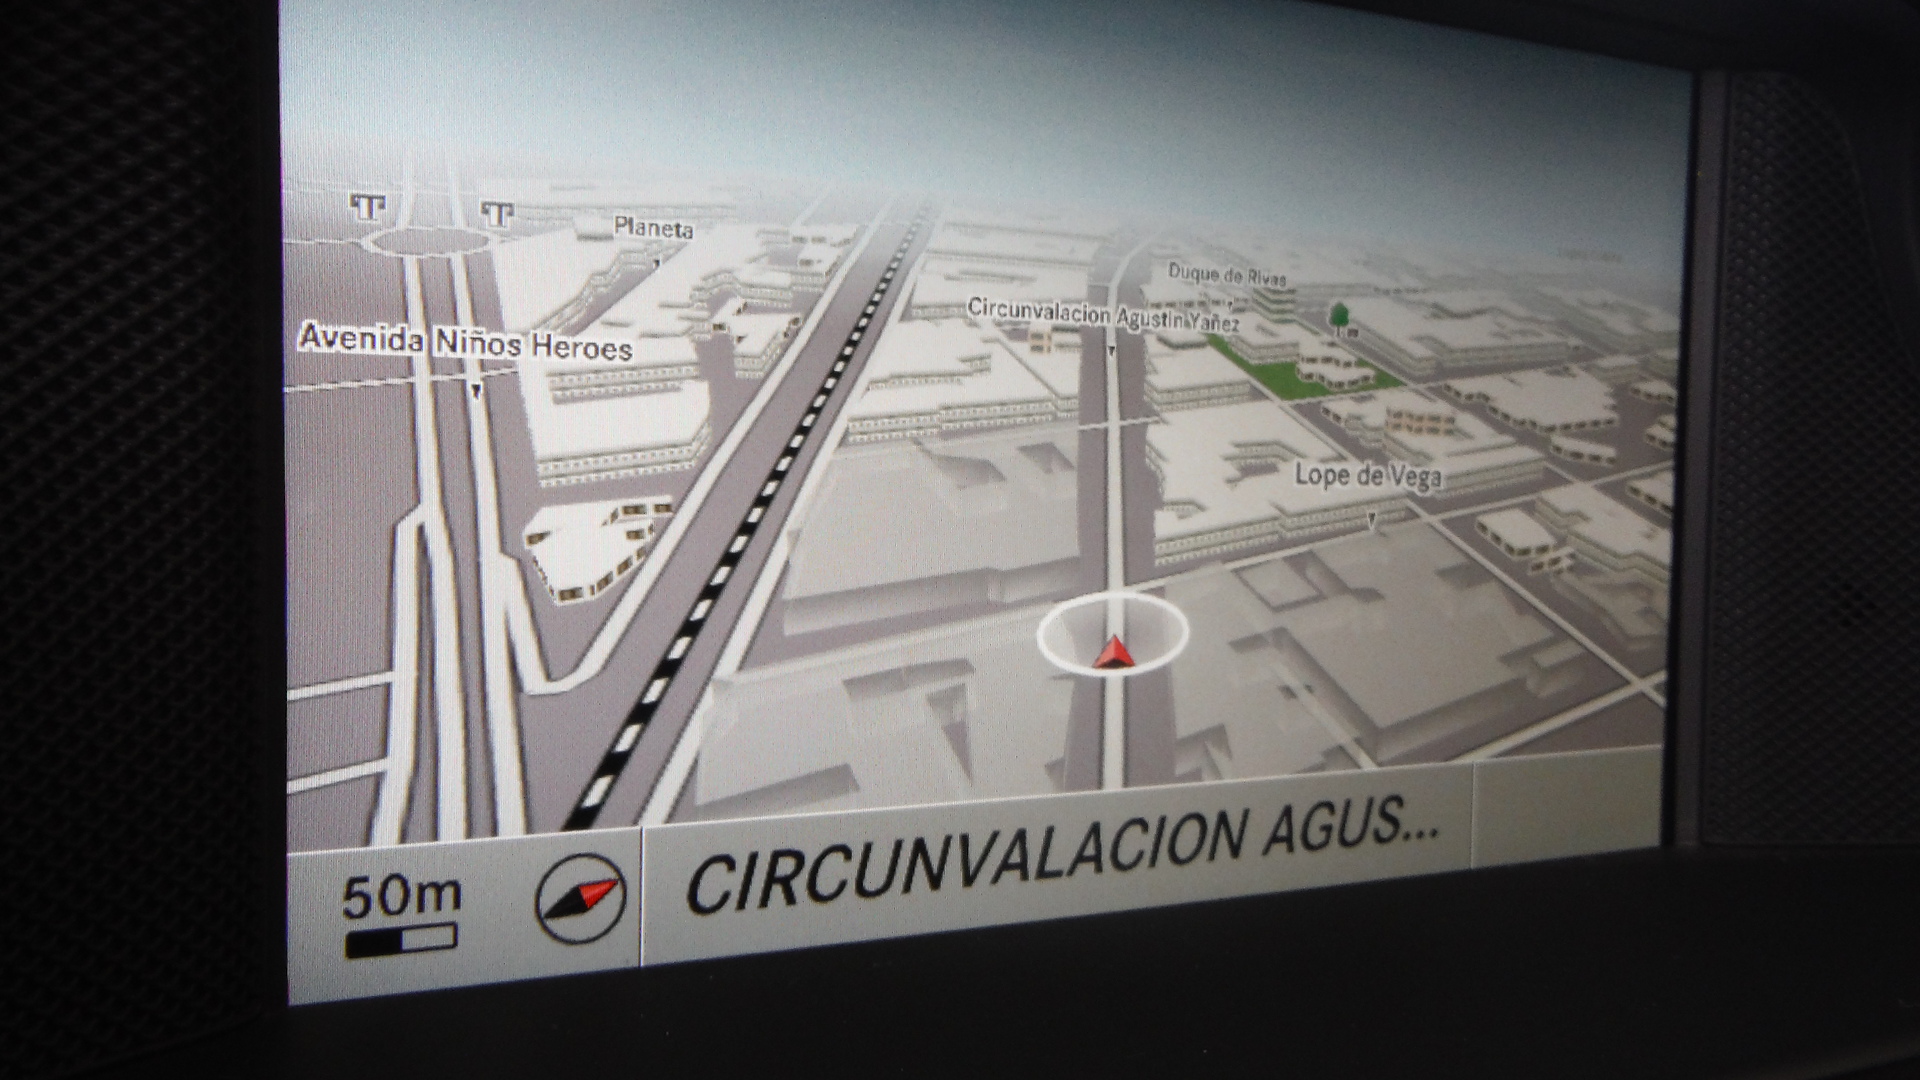 Planeta
Duque de Rivas
Circunvalacion Agustin Yañez
Avenida Niños Heroes
Lope de Vega
50m
CIRCUNVALACION AGUS...